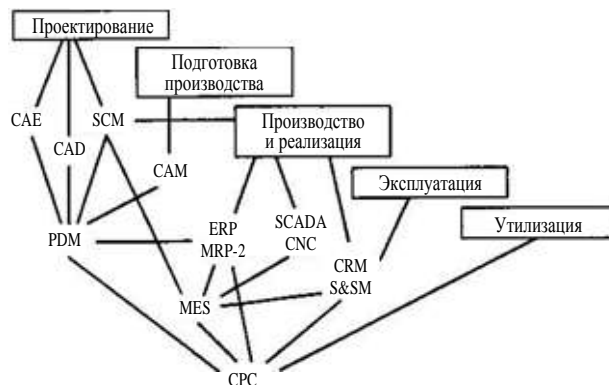 Проектирование
Подготовка
производства
CAE
SCM
Производство
и реализация
CAD
CAM
Эксплуатация
ERP
MRP-2
SCADA
CNC
Утилизация
PDM
CRM
S&SM
MES
CPC